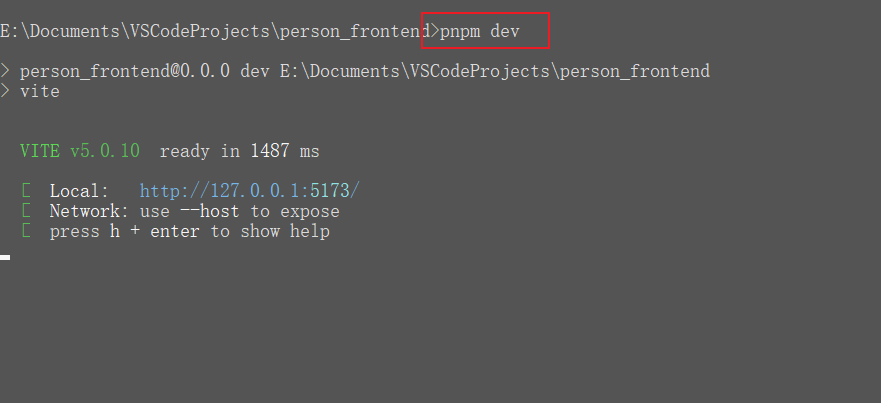 E:\Documents\VSCodeProjects\person_frontend>pnpm dev
> person_frontend@0.0.0 dev E:\Documents\VSCodeProjects\person_frontend
> vite
VITE v5.0.10  ready in 1487 ms
[  Local:   http://127.0.0.1:5173/
[  Network: use --host to expose
[  press h + enter to show help